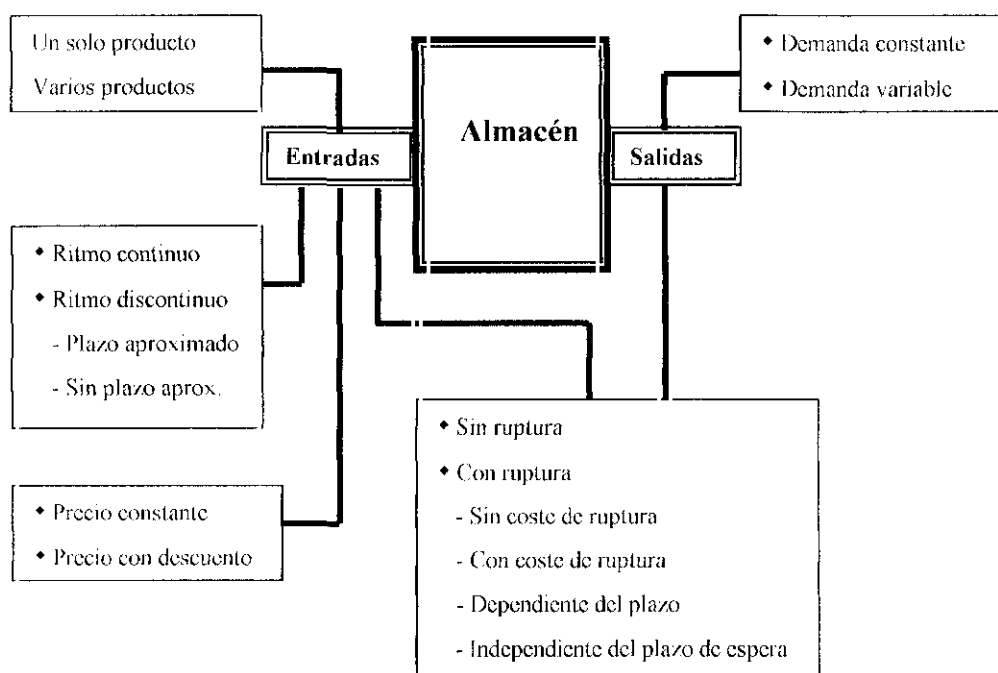 Un solo producto
Varios productos
Almacén
◆ Demanda constante
◆ Demanda variable
Entradas
Salidas
◆ Ritmo continuo
◆ Ritmo discontinuo
- Plazo aproximado
- Sin plazo aprox.
◆ Precio constante
◆ Precio con descuento
◆ Sin ruptura
◆ Con ruptura
- Sin coste de ruptura
- Con coste de ruptura
- Dependiente del plazo
- Independiente del plazo de espera